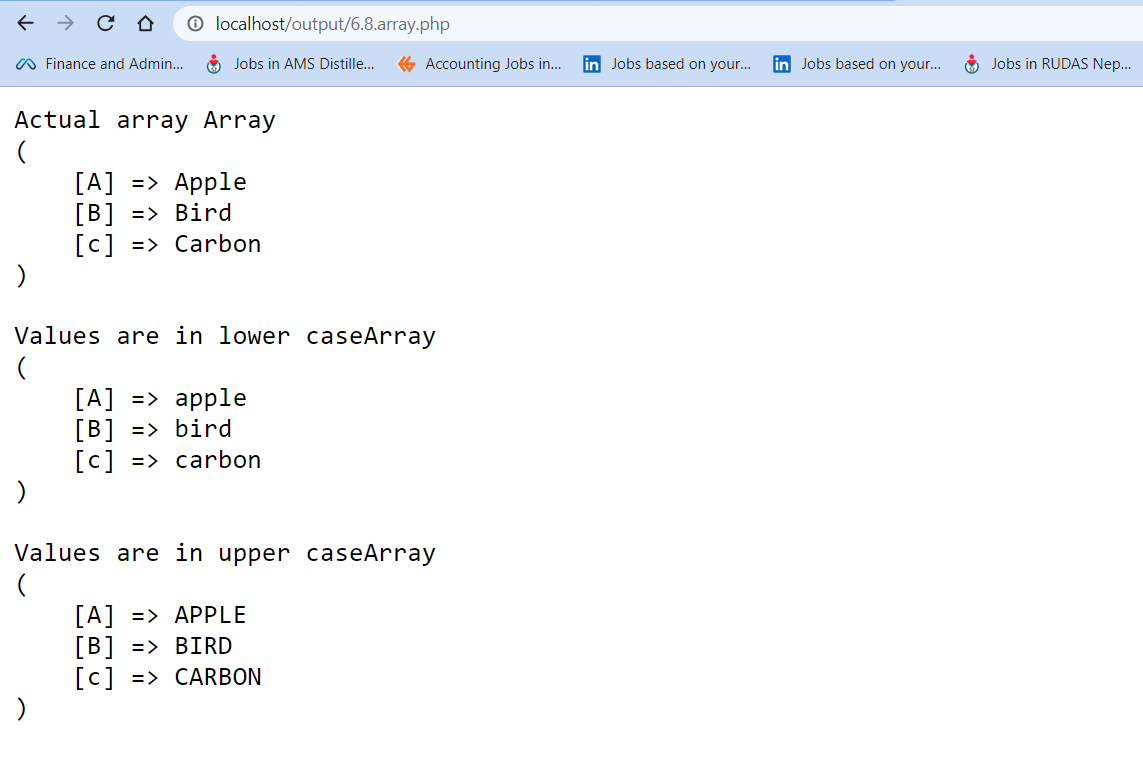 localhost/output/6.8.array.php
Finance and Admin... Jobs in AMS Distille... Accounting Jobs in... Jobs based on your... Jobs based on your... Jobs in RUDAS Nep...
Actual array Array
(
    [A] => Apple
    [B] => Bird
    [c] => Carbon
)
Values are in lower caseArray
(
    [A] => apple
    [B] => bird
    [c] => carbon
)
Values are in upper caseArray
(
    [A] => APPLE
    [B] => BIRD
    [c] => CARBON
)